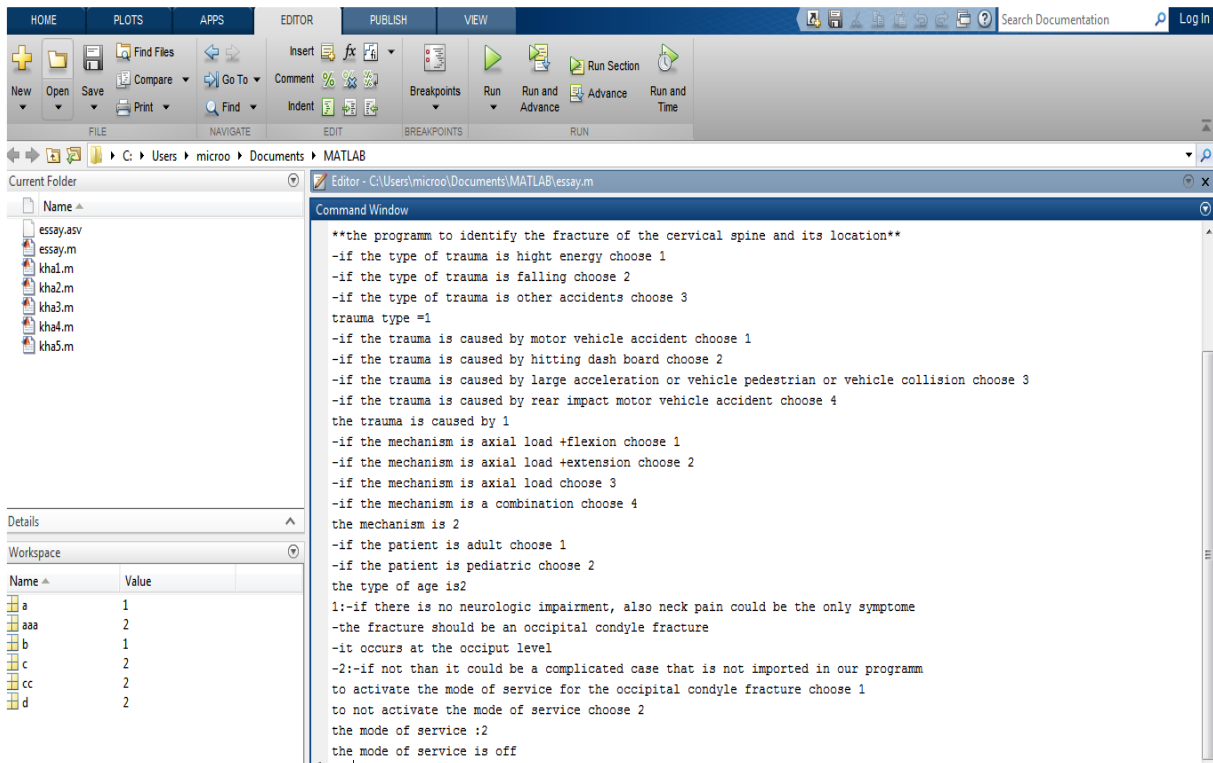 HOME PLOTS APPS EDITOR PUBLISH VIEW Search Documentation Log In
New Open Save Find Files Compare Print
Go To Find
Insert fx Comment % Indent
Breakpoints
Run Run and Advance Run Section Advance Run and Time
FILE NAVIGATE EDIT BREAKPOINTS RUN
C: Users microo Documents MATLAB
Current Folder
Name
essay.asv
essay.m
kha1.m
kha2.m
kha3.m
kha4.m
kha5.m
Details
Workspace
Name Value
a 1
aaa 2
b 1
c 2
cc 2
d 2
Editor - C:\Users\microo\Documents\MATLAB\essay.m
Command Window
**the programm to identify the fracture of the cervical spine and its location**
-if the type of trauma is hight energy choose 1
-if the type of trauma is falling choose 2
-if the type of trauma is other accidents choose 3
trauma type =1
-if the trauma is caused by motor vehicle accident choose 1
-if the trauma is caused by hitting dash board choose 2
-if the trauma is caused by large acceleration or vehicle pedestrian or vehicle collision choose 3
-if the trauma is caused by rear impact motor vehicle accident choose 4
the trauma is caused by 1
-if the mechanism is axial load +flexion choose 1
-if the mechanism is axial load +extension choose 2
-if the mechanism is axial load choose 3
-if the mechanism is a combination choose 4
the mechanism is 2
-if the patient is adult choose 1
-if the patient is pediatric choose 2
the type of age is2
1:-if there is no neurologic impairment, also neck pain could be the only symptome
-the fracture should be an occipital condyle fracture
-it occurs at the occiput level
-2:-if not than it could be a complicated case that is not imported in our programm
to activate the mode of service for the occipital condyle fracture choose 1
to not activate the mode of service choose 2
the mode of service :2
the mode of service is off